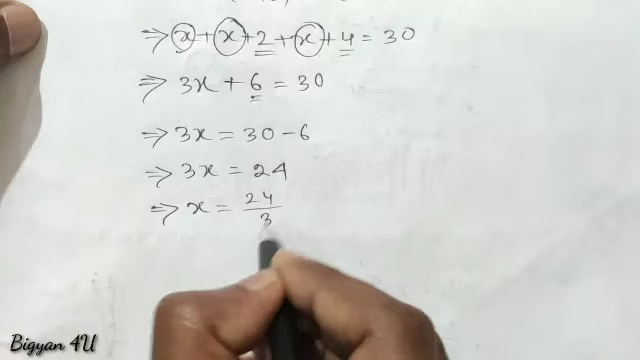 ⇒ x + x + 2 + x + 4 = 30
⇒ 3x + 6 = 30
⇒ 3x = 30 - 6
⇒ 3x = 24
⇒ x = 24/3
Bigyan 4U